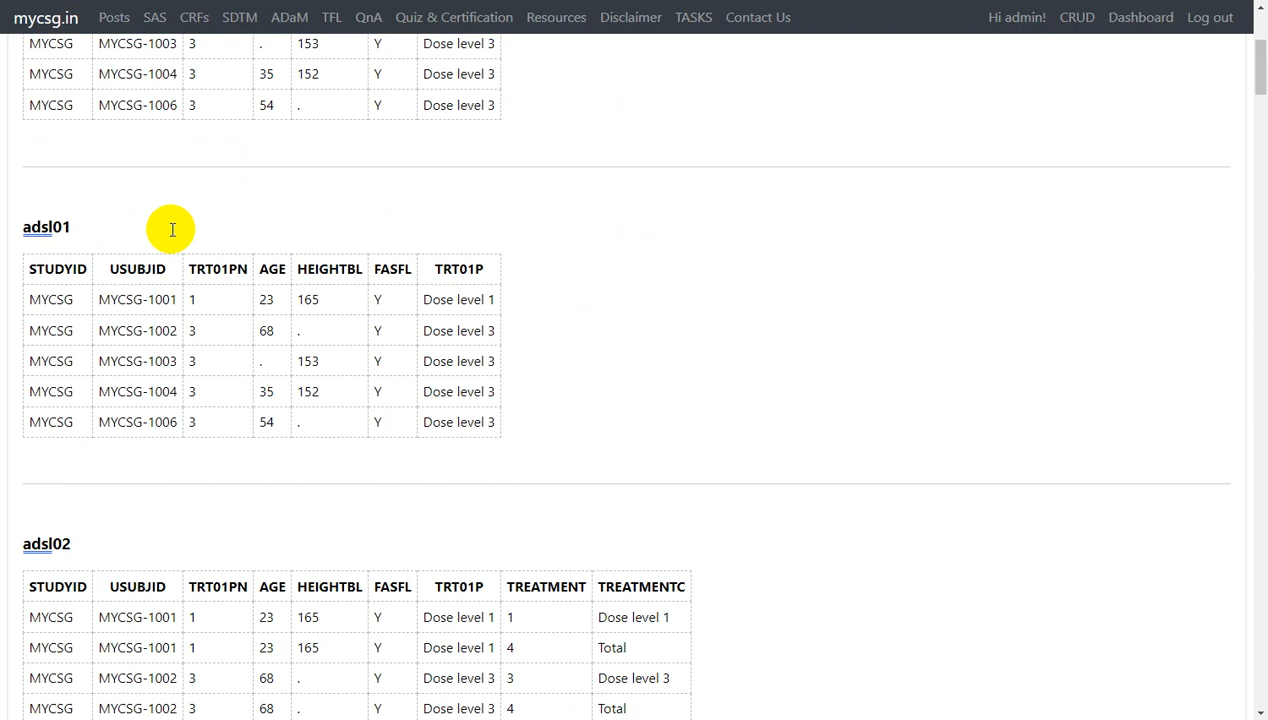 mycsg.in Posts SAS CRFs SDTM ADaM TFL QnA Quiz & Certification Resources Disclaimer TASKS Contact Us Hi admin! CRUD Dashboard Log out
MYCSG MYCSG-1003 3 . 153 Y Dose level 3
MYCSG MYCSG-1004 3 35 152 Y Dose level 3
MYCSG MYCSG-1006 3 54 . Y Dose level 3
adsl01
STUDYID USUBJID TRT01PN AGE HEIGHTBL FASFL TRT01P
MYCSG MYCSG-1001 1 23 165 Y Dose level 1
MYCSG MYCSG-1002 3 68 . Y Dose level 3
MYCSG MYCSG-1003 3 . 153 Y Dose level 3
MYCSG MYCSG-1004 3 35 152 Y Dose level 3
MYCSG MYCSG-1006 3 54 . Y Dose level 3
adsl02
STUDYID USUBJID TRT01PN AGE HEIGHTBL FASFL TRT01P TREATMENT TREATMENTC
MYCSG MYCSG-1001 1 23 165 Y Dose level 1 1 Dose level 1
MYCSG MYCSG-1001 1 23 165 Y Dose level 1 4 Total
MYCSG MYCSG-1002 3 68 . Y Dose level 3 3 Dose level 3
MYCSG MYCSG-1002 3 68 . Y Dose level 3 4 Total